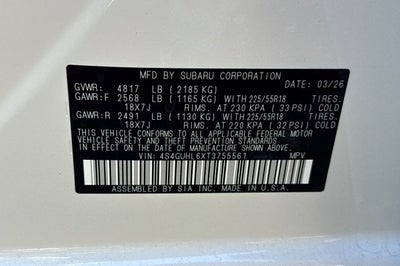 MFD BY SUBARU CORPORATION
GVWR: 4817 LB (2185 KG) DATE: 03/26
GAWR:F 2568 LB (1165 KG) WITH 225/55R18 TIRES.
18X7J RIMS. AT 230 KPA (33 PSI) COLD
GAWR:R 2491 LB (1130 KG) WITH 225/55R18 TIRES.
18X7J RIMS. AT 220 KPA (32 PSI) COLD
THIS VEHICLE CONFORMS TO ALL APPLICABLE FEDERAL MOTOR
VEHICLE SAFETY AND THEFT PREVENTION STANDARDS
IN EFFECT ON THE DATE OF MANUFACTURE SHOWN ABOVE.
VIN: 4S4GUHL6XT3755561 MPV
ASSEMBLED BY SIA INC. MADE IN U.S.A.